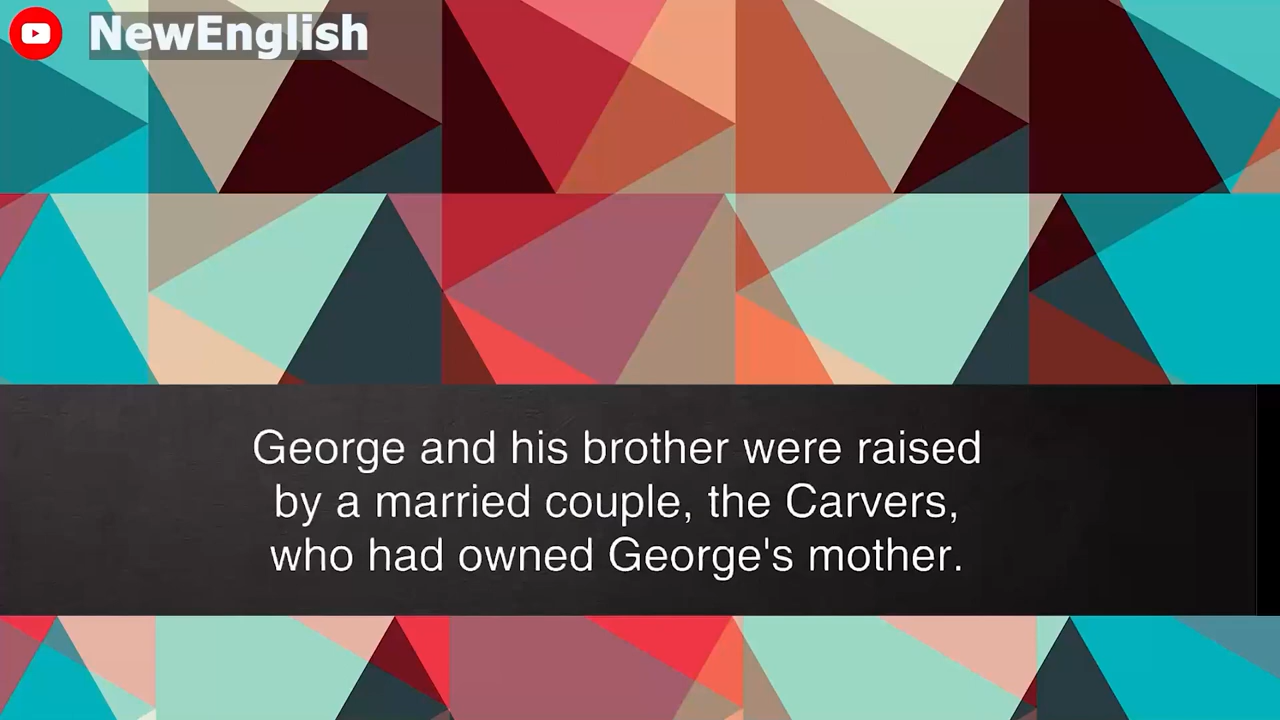 NewEnglish
George and his brother were raised
by a married couple, the Carvers,
who had owned George's mother.